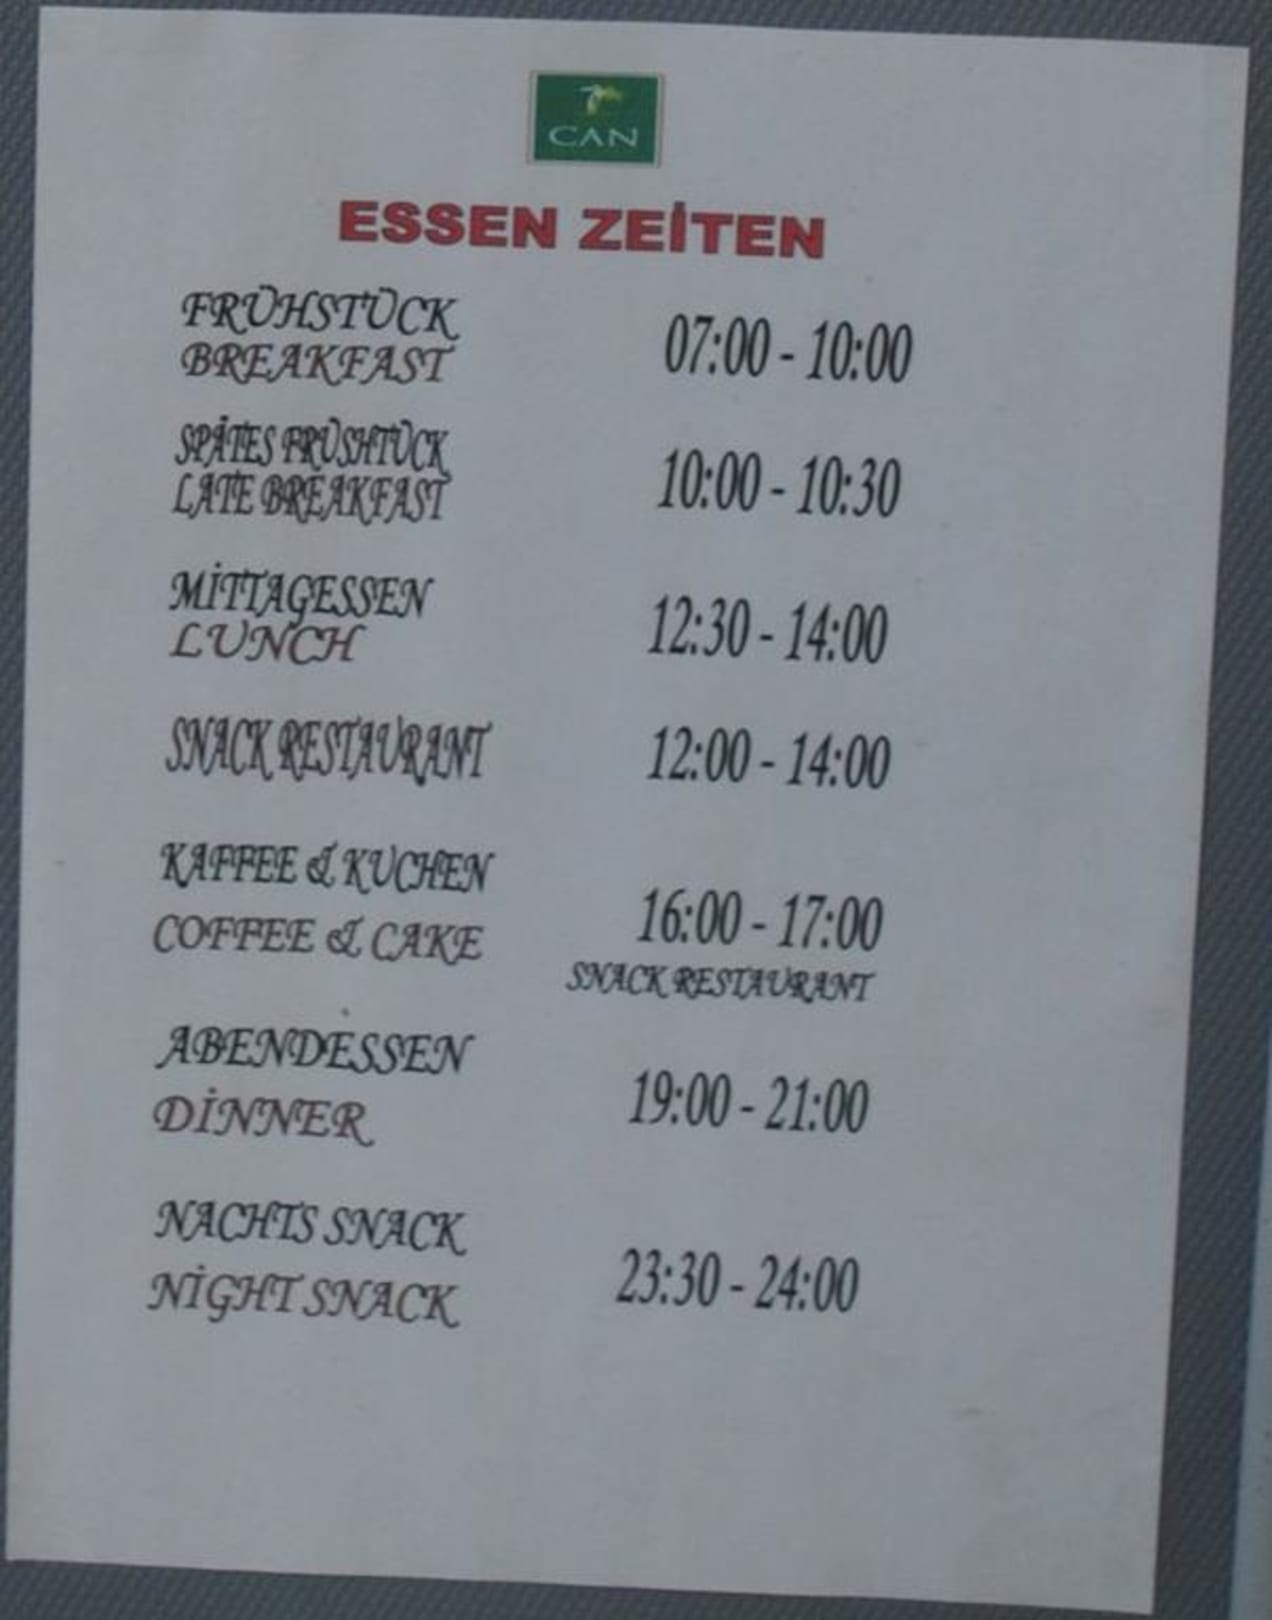 CAN
ESSEN ZEİTEN
FRÜHSTÜCK
BREAKFAST
07:00 - 10:00
SPÄTES FRÜSHTÜCK
LATE BREAKFAST
10:00 - 10:30
MİTTAGESSEN
LUNCH
12:30 - 14:00
SNACK RESTAURANT
12:00 - 14:00
KAFFEE & KUCHEN
COFFEE & CAKE
16:00 - 17:00
SNACK RESTAURANT
ABENDESSEN
DİNNER
19:00 - 21:00
NACHTS SNACK
NİGHT SNACK
23:30 - 24:00